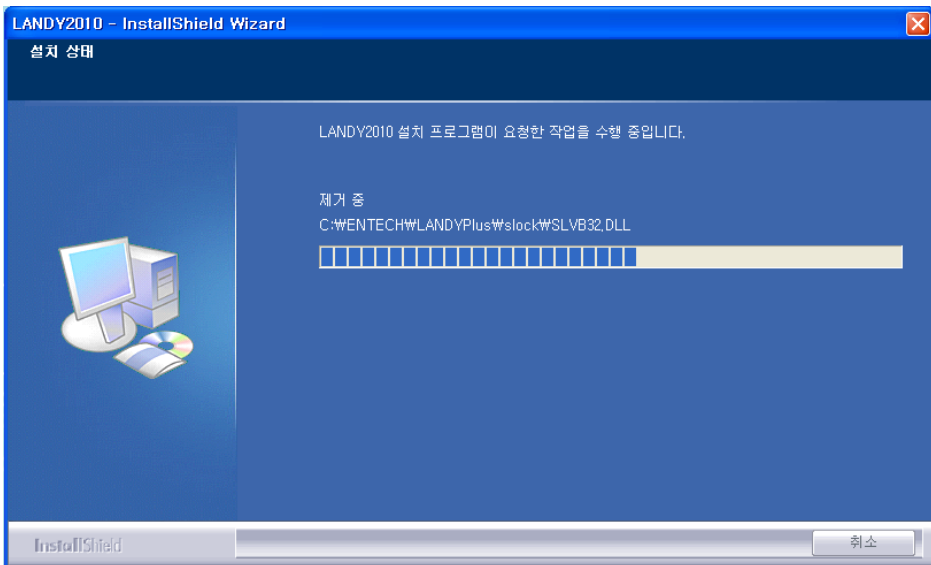 LANDY2010 - InstallShield Wizard
설치 상태
LANDY2010 설치 프로그램이 요청한 작업을 수행 중입니다.
제거 중
C:₩ENTECH₩LANDYPlus₩slock₩SLVB32.DLL
InstallShield
취소